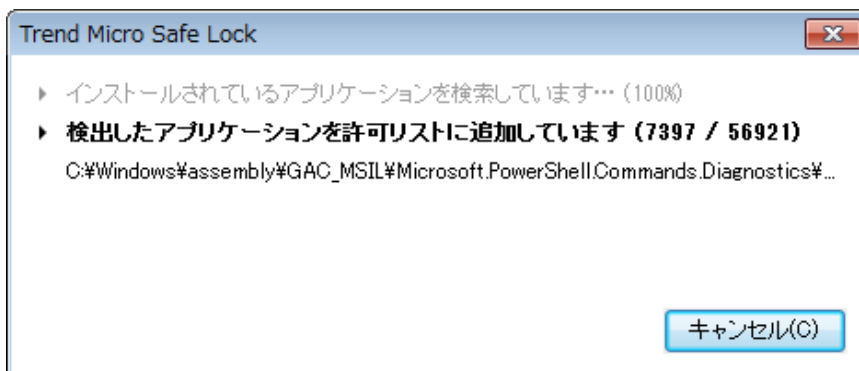 Trend Micro Safe Lock
インストールされているアプリケーションを検索しています… (100%)
検出したアプリケーションを許可リストに追加しています (7397 / 56921)
C:¥Windows¥assembly¥GAC_MSIL¥Microsoft.PowerShell.Commands.Diagnostics¥...
キャンセル(C)